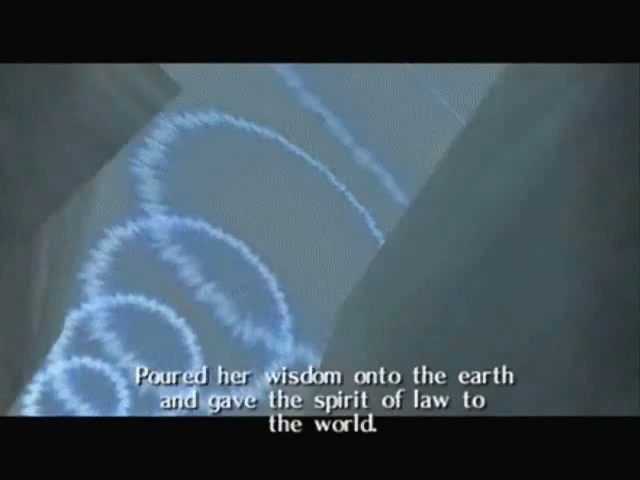 Poured her wisdom onto the earth
and gave the spirit of law to
the world.